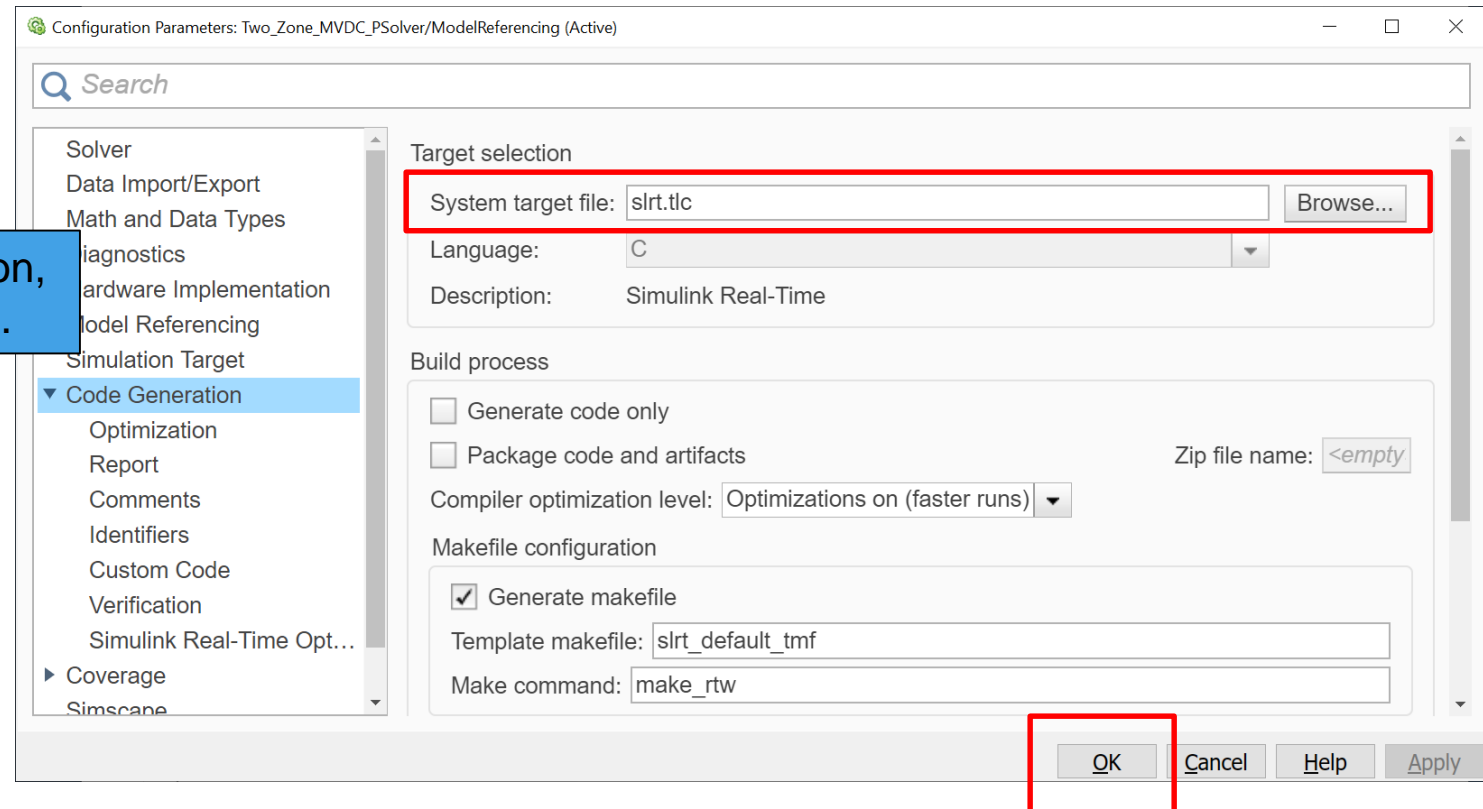 Configuration Parameters: Two_Zone_MVDC_PSolver/ModelReferencing (Active)
Search
Solver
Data Import/Export
Math and Data Types
iagnostics
ardware Implementation
odel Referencing
Simulation Target
Code Generation
Optimization
Report
Comments
Identifiers
Custom Code
Verification
Simulink Real-Time Opt...
Coverage
Simscape
on,
.
Target selection
System target file: slrt.tlc Browse...
Language: C
Description: Simulink Real-Time
Build process
Generate code only
Package code and artifacts Zip file name: <empty
Compiler optimization level: Optimizations on (faster runs)
Makefile configuration
Generate makefile
Template makefile: slrt_default_tmf
Make command: make_rtw
OK Cancel Help Apply